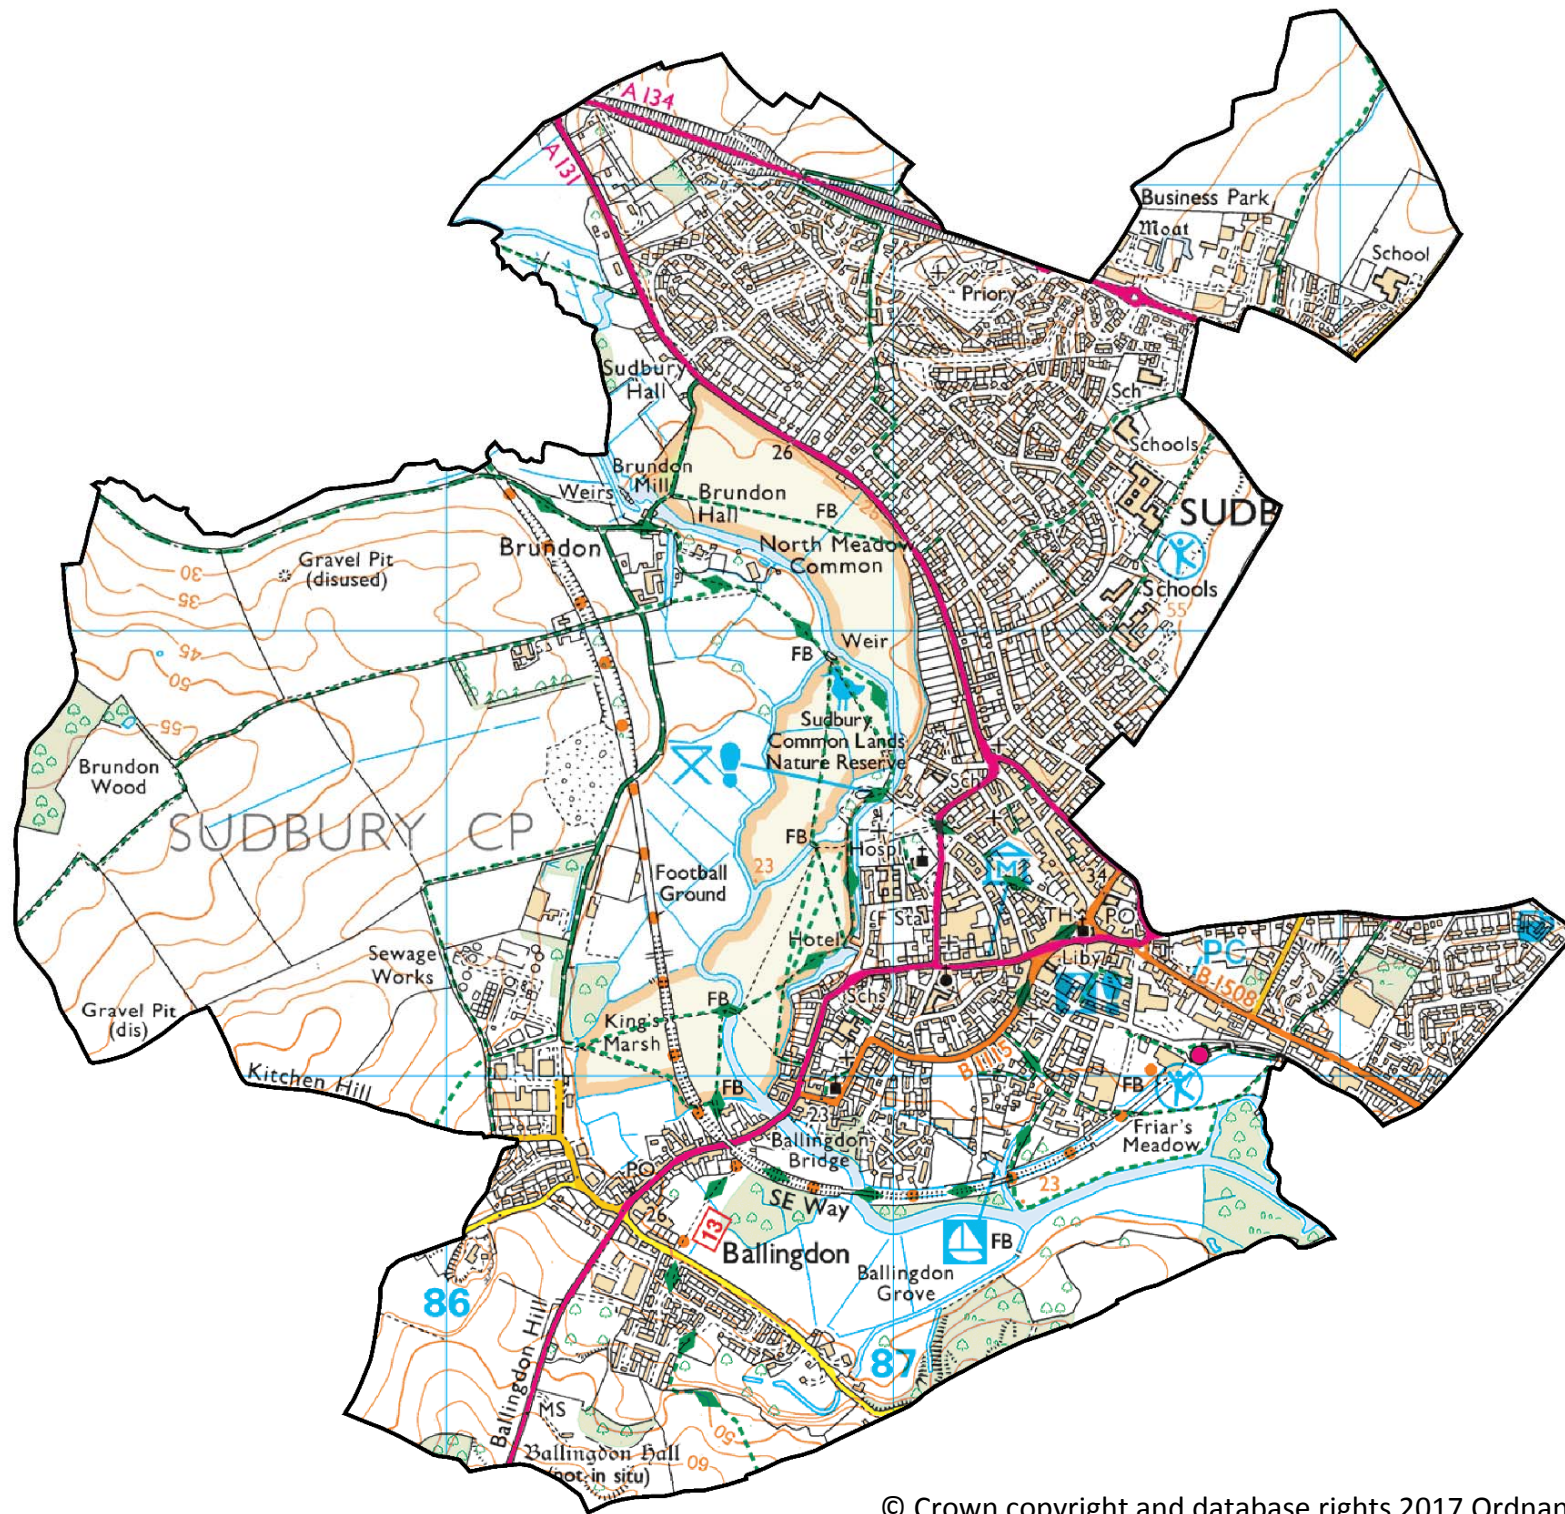 A 134
A 131
Business Park
Moat
School
Priory
Sudbury
Hall
Sch
Schools
26
Brundon
Mill
Weirs
Brundon
Hall
FB
25
SUDB
North Meadow
Common
Brundon
Gravel Pit
(disused)
30
35
45
50
55
Schools
55
Weir
FB
Sudbury
Common Lands
Nature Reserve
Brundon
Wood
SUDBURY CP
Sch
FB
Hospl
M
23
Football
Ground
34
TH
PO
F Sta
Hotel
Liby
PC
B 1508
Sewage
Works
Schs
Gravel Pit
(dis)
FB
King's
Marsh
B 1115
Kitchen Hill
FB
FB
23
Ballingdon
Bridge
Friar's
Meadow
PO
SE Way
23
26
13
Ballingdon
FB
Ballingdon
Grove
86
87
Ballingdon Hill
MS
50
60
Ballingdon Hall
(not in situ)
© Crown copyright and database rights 2017 Ordnan